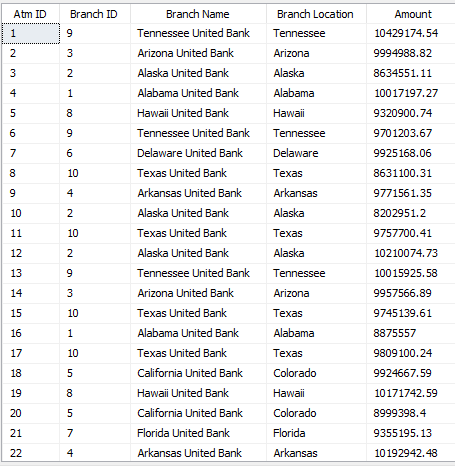 Atm ID Branch ID Branch Name Branch Location Amount
1 9 Tennessee United Bank Tennessee 10429174.54
2 3 Arizona United Bank Arizona 9994988.82
3 2 Alaska United Bank Alaska 8634551.11
4 1 Alabama United Bank Alabama 10017197.27
5 8 Hawaii United Bank Hawaii 9320900.74
6 9 Tennessee United Bank Tennessee 9701203.67
7 6 Delaware United Bank Delaware 9925168.06
8 10 Texas United Bank Texas 8631100.31
9 4 Arkansas United Bank Arkansas 9771561.35
10 2 Alaska United Bank Alaska 8202951.2
11 10 Texas United Bank Texas 9757700.41
12 2 Alaska United Bank Alaska 10210074.73
13 9 Tennessee United Bank Tennessee 10015925.58
14 3 Arizona United Bank Arizona 9957566.89
15 10 Texas United Bank Texas 9745139.61
16 1 Alabama United Bank Alabama 8875557
17 10 Texas United Bank Texas 9809100.24
18 5 California United Bank Colorado 9924667.59
19 8 Hawaii United Bank Hawaii 10171742.59
20 5 California United Bank Colorado 8999398.4
21 7 Florida United Bank Florida 9355195.13
22 4 Arkansas United Bank Arkansas 10192942.48